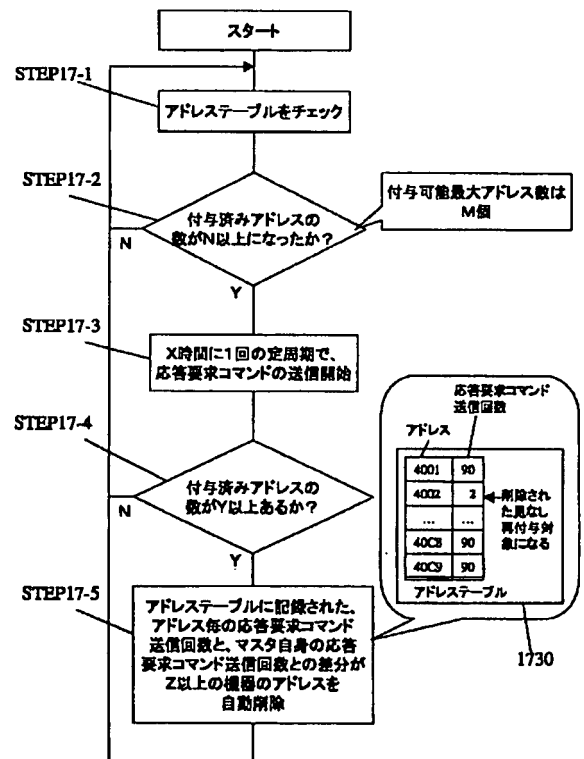 スタート
STEP17-1
アドレステーブルをチェック
STEP17-2
付与済みアドレスの
数がN以上になったか？
付与可能最大アドレス数は
M個
N
Y
STEP17-3
X時間に1回の定周期で、
応答要求コマンドの送信開始
STEP17-4
付与済みアドレスの
数がY以上あるか？
N
Y
応答要求コマンド
送信回数
アドレス
4001 90
4002 2
... ...
40C8 90
40C9 90
削除され
た見なし
再付与対
象になる
アドレステーブル
1730
STEP17-5
アドレステーブルに記録された、
アドレス毎の応答要求コマンド
送信回数と、マスタ自身の応答
要求コマンド送信回数との差分が
Z以上の機器のアドレスを
自動削除